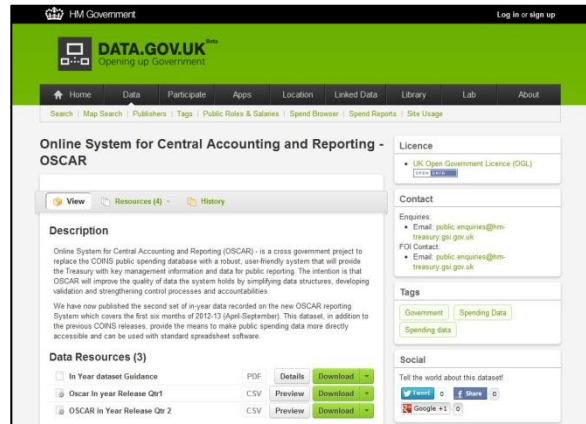 HM Government
Log in or sign up
DATA.GOV.UK Beta
Opening up Government
Home Data Participate Apps Location Linked Data Library Lab About
Search | Map Search | Publishers | Tags | Public Roles & Salaries | Spend Browser | Spend Reports | Site Usage
Online System for Central Accounting and Reporting -
OSCAR
View Resources (4) History
Description
Online System for Central Accounting and Reporting (OSCAR) - is a cross government project to
replace the COINS public spending database with a robust, user-friendly system that will provide
the Treasury with key management information and data for public reporting. The intention is that
OSCAR will improve the quality of data the system holds by simplifying data structures, developing
validation and strengthening control processes and accountabilities.
We have now published the second set of in-year data recorded on the new OSCAR reporting
System which covers the first six months of 2012-13 (April-September). This dataset, in addition to
the previous COINS releases, provide the means to make public spending data more directly
accessible and can be used with standard spreadsheet software.
Data Resources (3)
In Year dataset Guidance PDF Details Download
Oscar In year Release Qtr1 CSV Preview Download
OSCAR in Year Release Qtr 2 CSV Preview Download
Licence
UK Open Government Licence (OGL)
OPEN DATA
Contact
Enquiries:
Email: public.enquiries@hm-
treasury.gsi.gov.uk
FOI Contact:
Email: public.enquiries@hm-
treasury.gsi.gov.uk
Tags
Government Spending Data
Spending data
Social
Tell the world about this dataset!
Tweet 0 Share 0
Google +1 0